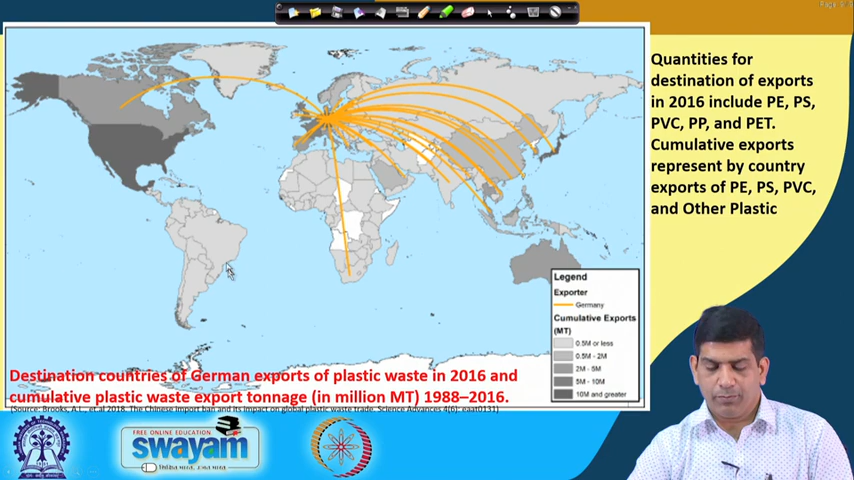 Quantities for
destination of exports
in 2016 include PE, PS,
PVC, PP, and PET.
Cumulative exports
represent by country
exports of PE, PS, PVC,
and Other Plastic
Legend
Exporter
Germany
Cumulative Exports
(MT)
0.5M or less
0.5M - 2M
2M - 5M
5M - 10M
10M and greater
Destination countries of German exports of plastic waste in 2016 and
cumulative plastic waste export tonnage (in million MT) 1988–2016.
(Source: Brooks, A.L., et al 2018. The Chinese import ban and its impact on global plastic waste trade. Science Advances 4(6): eaat0131)
FREE ONLINE EDUCATION
swayam